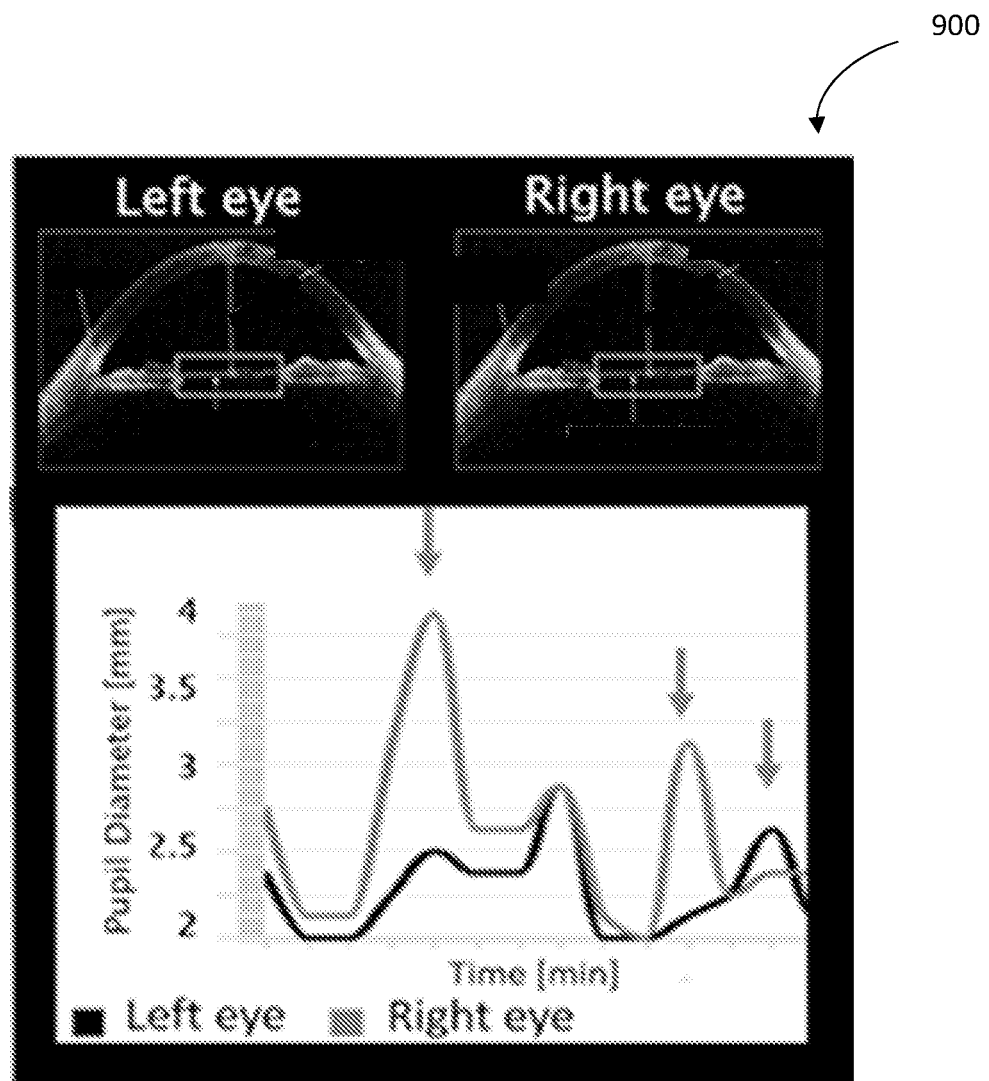 900
Left eye
Right eye
Pupil Diameter [mm]
4
3.5
3
2.5
2
Time [min]
Left eye
Right eye